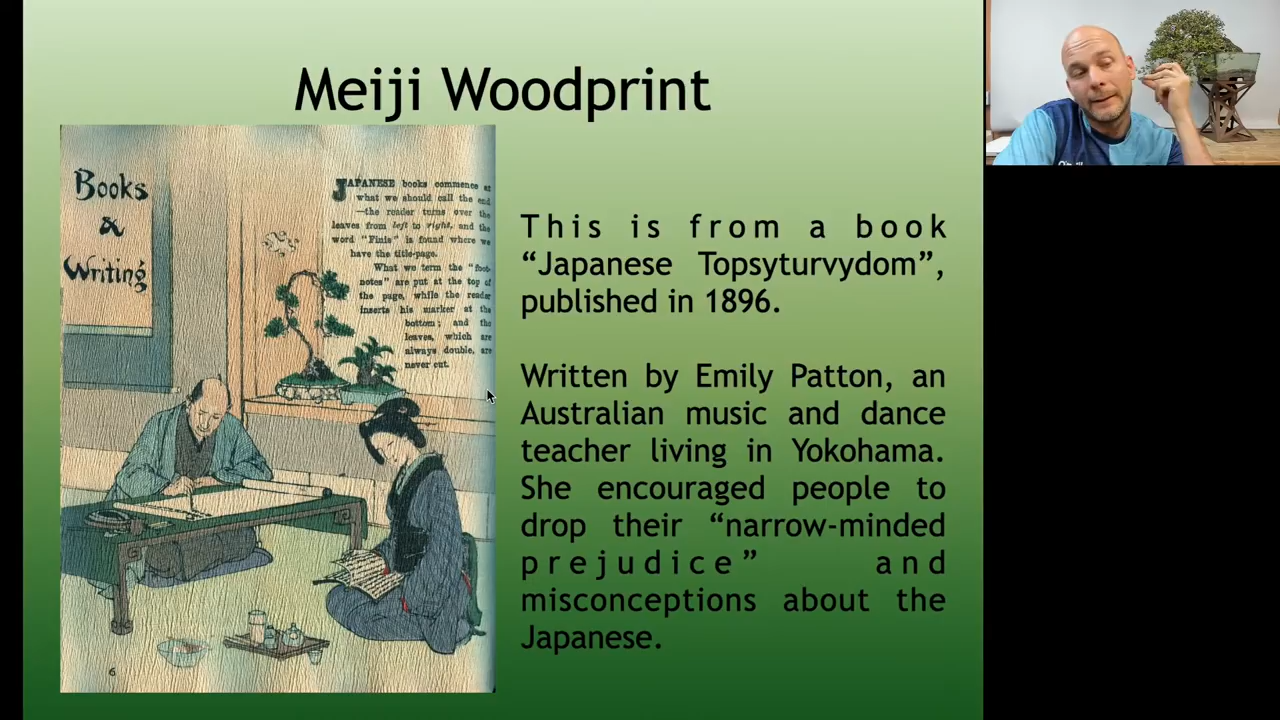 Meiji Woodprint
Books
&
Writing
JAPANESE books commence at
what we should call the end
—the reader turns over the
leaves from left to right, and the
word "Finis" is found where we
have the title-page.
What we term the "foot-
notes" are put at the top of
the page, while the reader
inserts his marker at the
bottom; and the
leaves, which are
always double, are
never cut.
6
This is from a book
“Japanese Topsyturvydom”,
published in 1896.
Written by Emily Patton, an
Australian music and dance
teacher living in Yokohama.
She encouraged people to
drop their “narrow-minded
prejudice” and
misconceptions about the
Japanese.